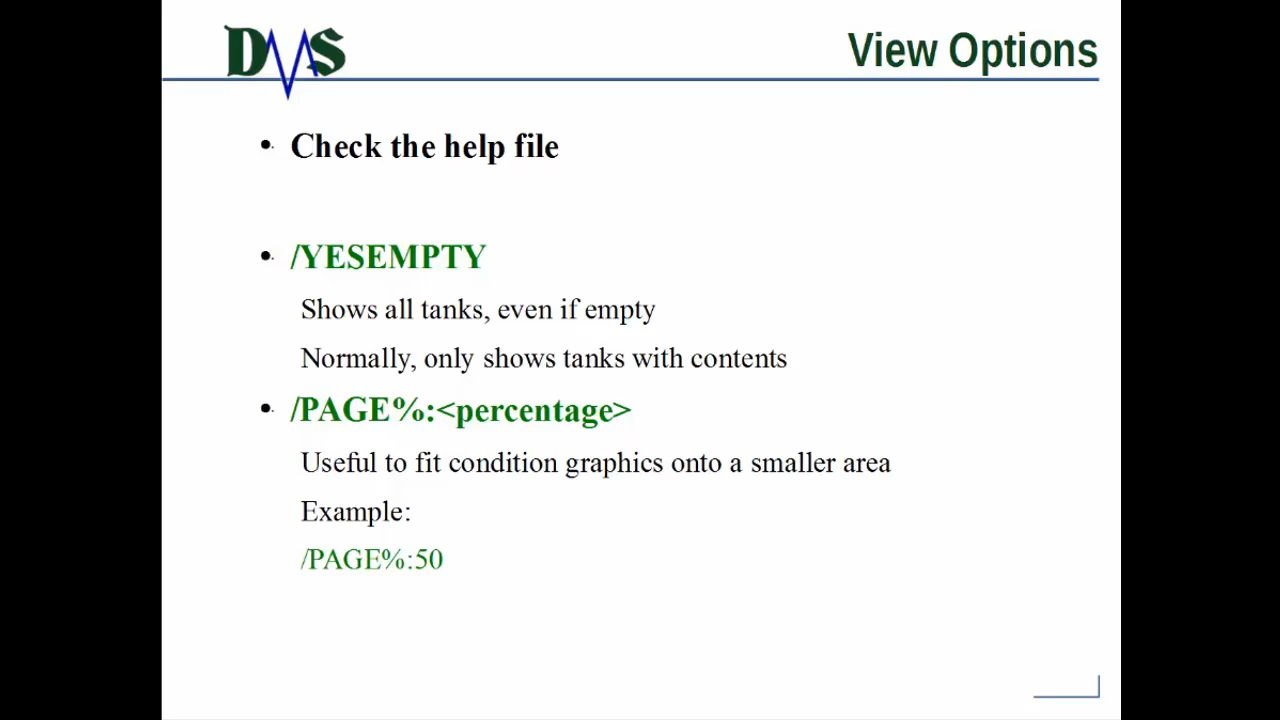 DMS
View Options
• Check the help file
• /YESEMPTY
Shows all tanks, even if empty
Normally, only shows tanks with contents
• /PAGE%:<percentage>
Useful to fit condition graphics onto a smaller area
Example:
/PAGE%:50